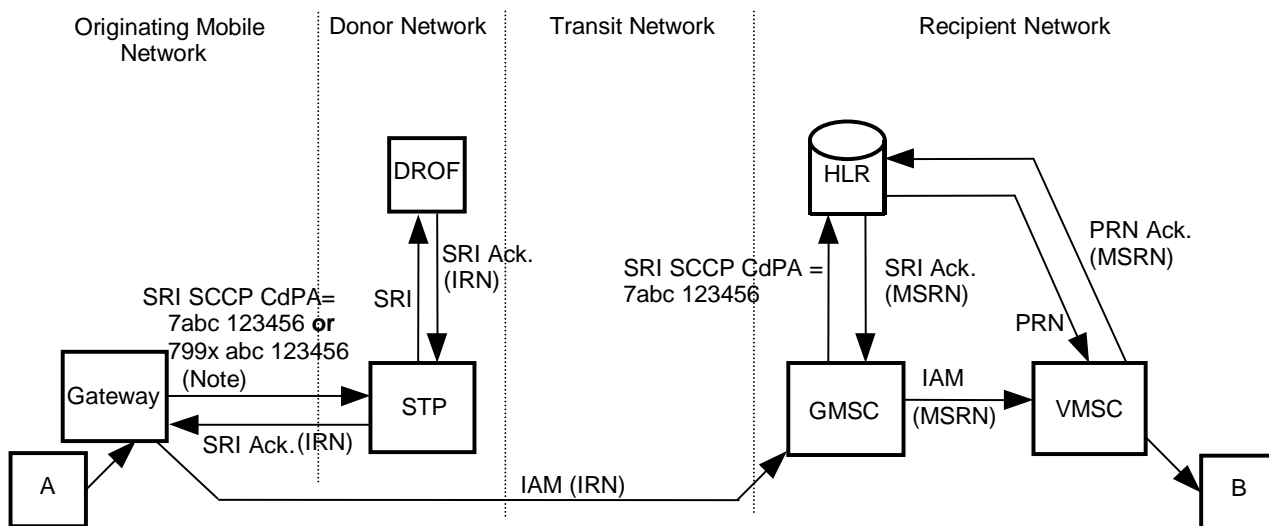 Originating Mobile
Network
Donor Network
Transit Network
Recipient Network
DROF
HLR
SRI
SRI Ack.
(IRN)
SRI SCCP CdPA =
7abc 123456
SRI Ack.
(MSRN)
PRN Ack.
(MSRN)
PRN
SRI SCCP CdPA=
7abc 123456 or
799x abc 123456
(Note)
Gateway
STP
SRI Ack. (IRN)
GMSC
IAM
(MSRN)
VMSC
A
IAM (IRN)
B